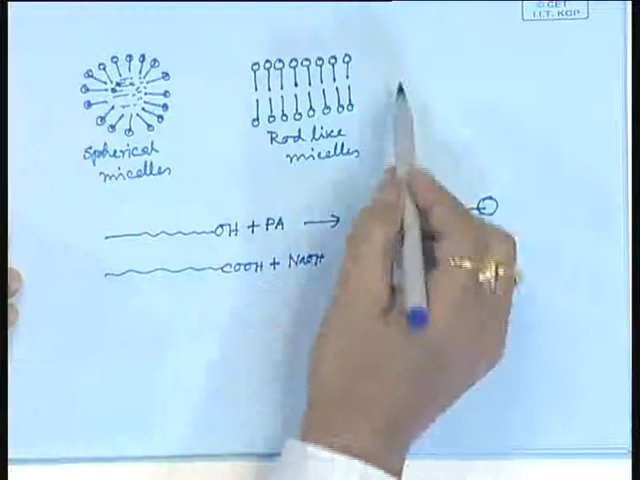 © CET
I.I.T. KGP
Spherical
micelles
Rod like
micelles
OH + PA →
COOH + NaOH